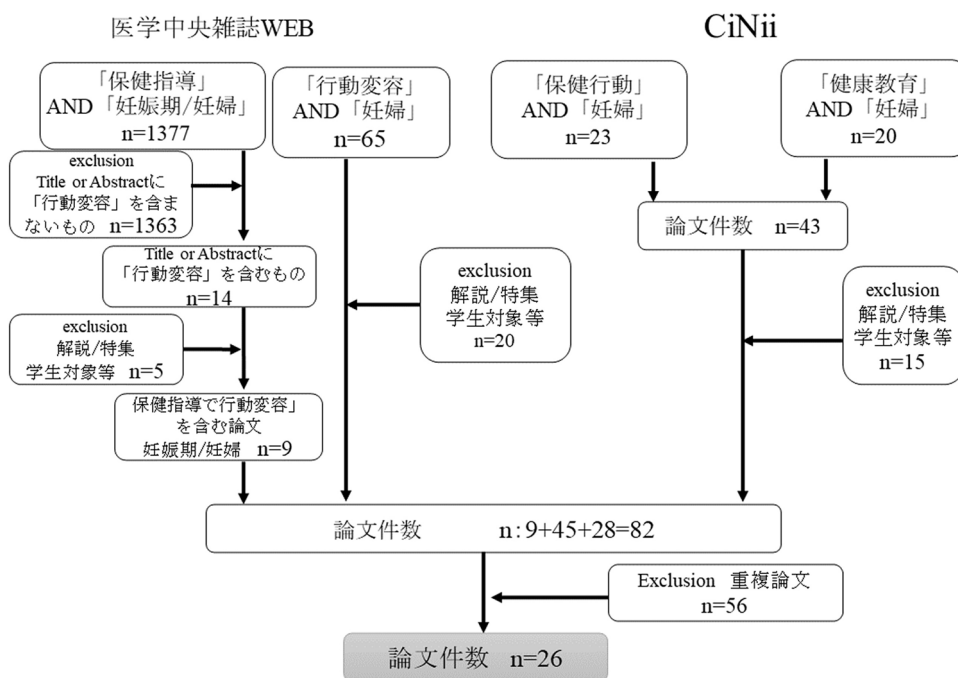 医学中央雑誌WEB
CiNii
「保健指導」
AND「妊娠期/妊婦」
n=1377
「行動変容」
AND「妊婦」
n=65
「保健行動」
AND「妊婦」
n=23
「健康教育」
AND「妊婦」
n=20
exclusion
Title or Abstractに
「行動変容」を含ま
ないもの n=1363
論文件数 n=43
Title or Abstractに
「行動変容」を含むもの
n=14
exclusion
解説/特集
学生対象等
n=20
exclusion
解説/特集
学生対象等
n=15
exclusion
解説/特集
学生対象等 n=5
保健指導で行動変容」
を含む論文
妊娠期/妊婦 n=9
論文件数 n:9+45+28=82
Exclusion 重複論文
n=56
論文件数 n=26